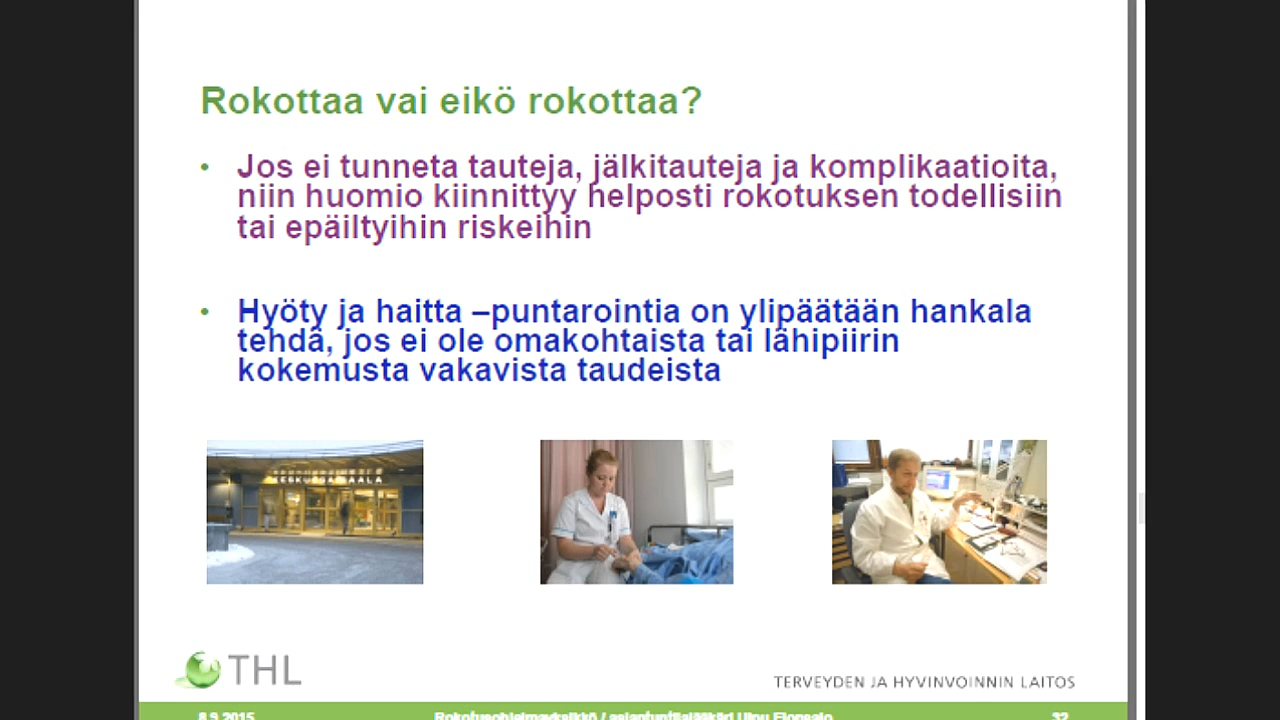 Rokottaa vai eikö rokottaa?
• Jos ei tunneta tauteja, jälkitauteja ja komplikaatioita,
niin huomio kiinnittyy helposti rokotuksen todellisiin
tai epäiltyihin riskeihin
• Hyöty ja haitta –puntarointia on ylipäätään hankala
tehdä, jos ei ole omakohtaista tai lähipiirin
kokemusta vakavista taudeista
THL
TERVEYDEN JA HYVINVOINNIN LAITOS
2015
32